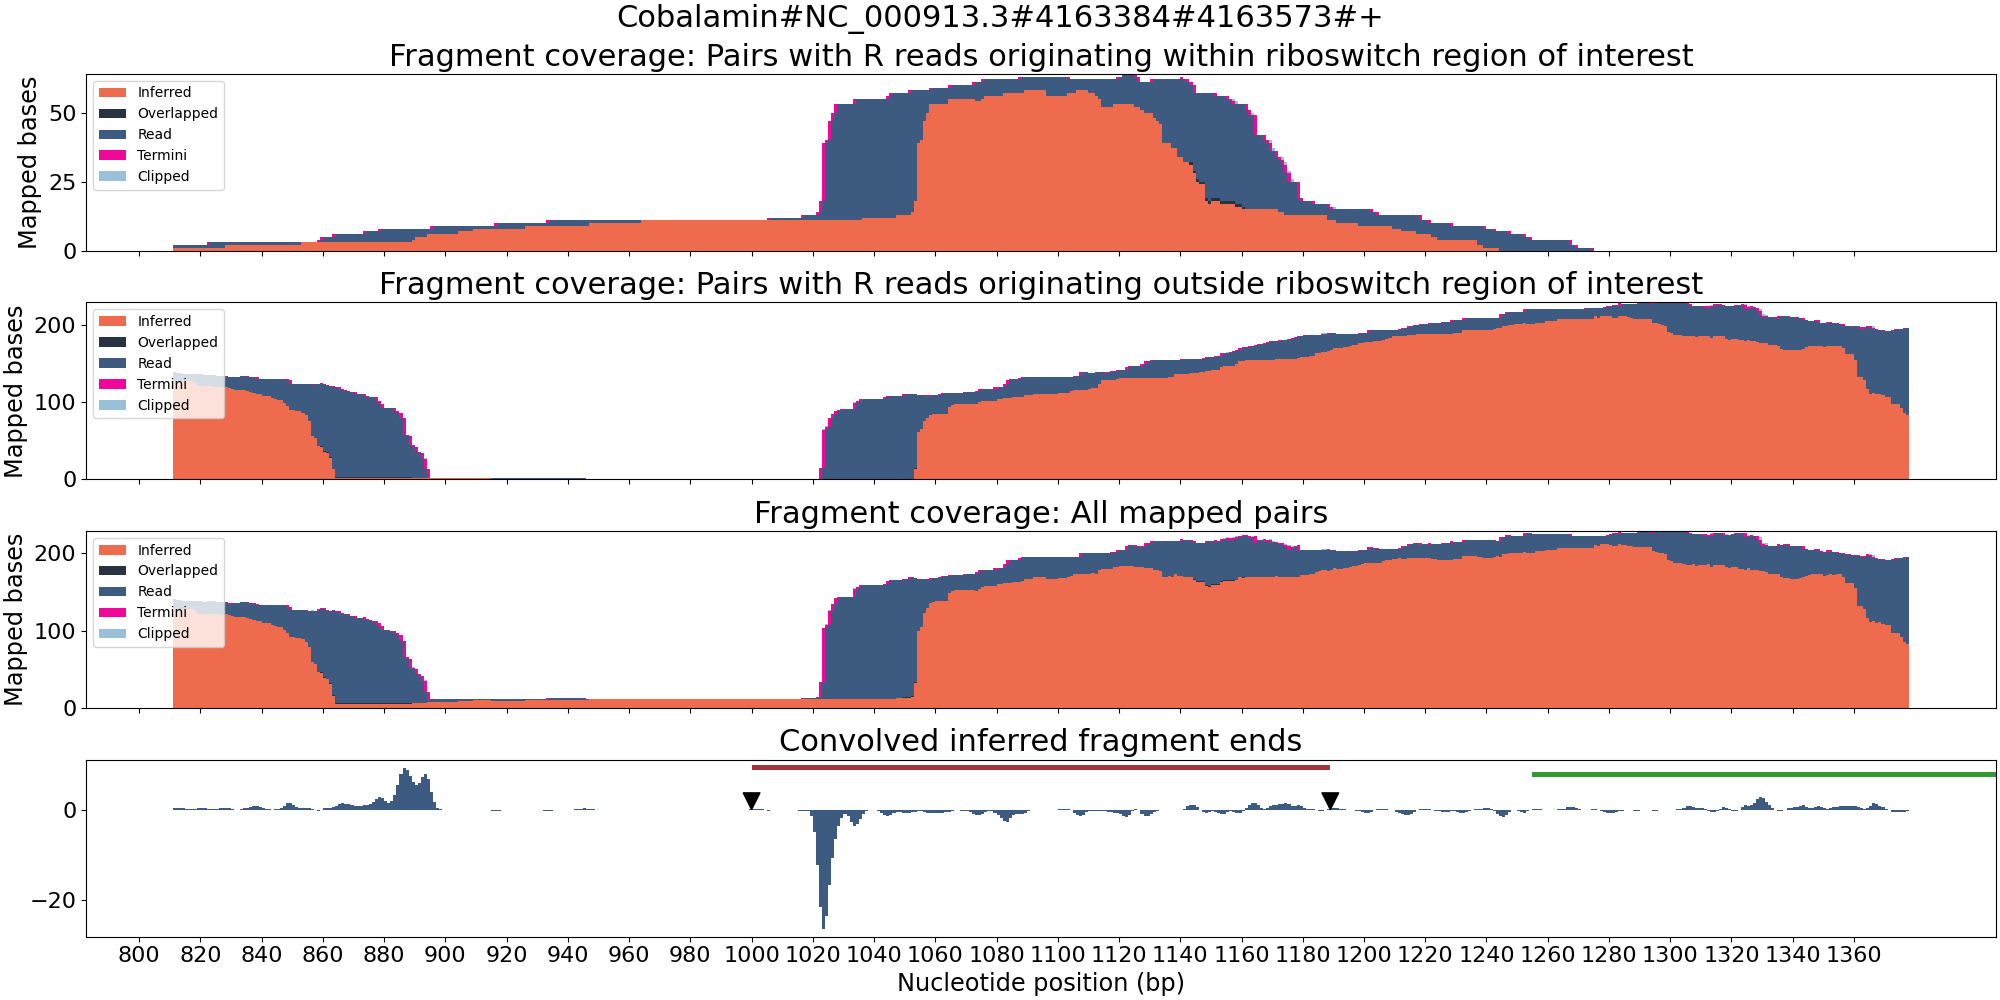 Cobalamin#NC_000913.3#4163384#4163573#+
Fragment coverage: Pairs with R reads originating within riboswitch region of interest
Mapped bases
50
25
0
Inferred
Overlapped
Read
Termini
Clipped
Fragment coverage: Pairs with R reads originating outside riboswitch region of interest
Mapped bases
200
100
0
Inferred
Overlapped
Read
Termini
Clipped
Fragment coverage: All mapped pairs
Mapped bases
200
100
0
Inferred
Overlapped
Read
Termini
Clipped
Convolved inferred fragment ends
0
−20
800 820 840 860 880 900 920 940 960 980 1000 1020 1040 1060 1080 1100 1120 1140 1160 1180 1200 1220 1240 1260 1280 1300 1320 1340 1360
Nucleotide position (bp)